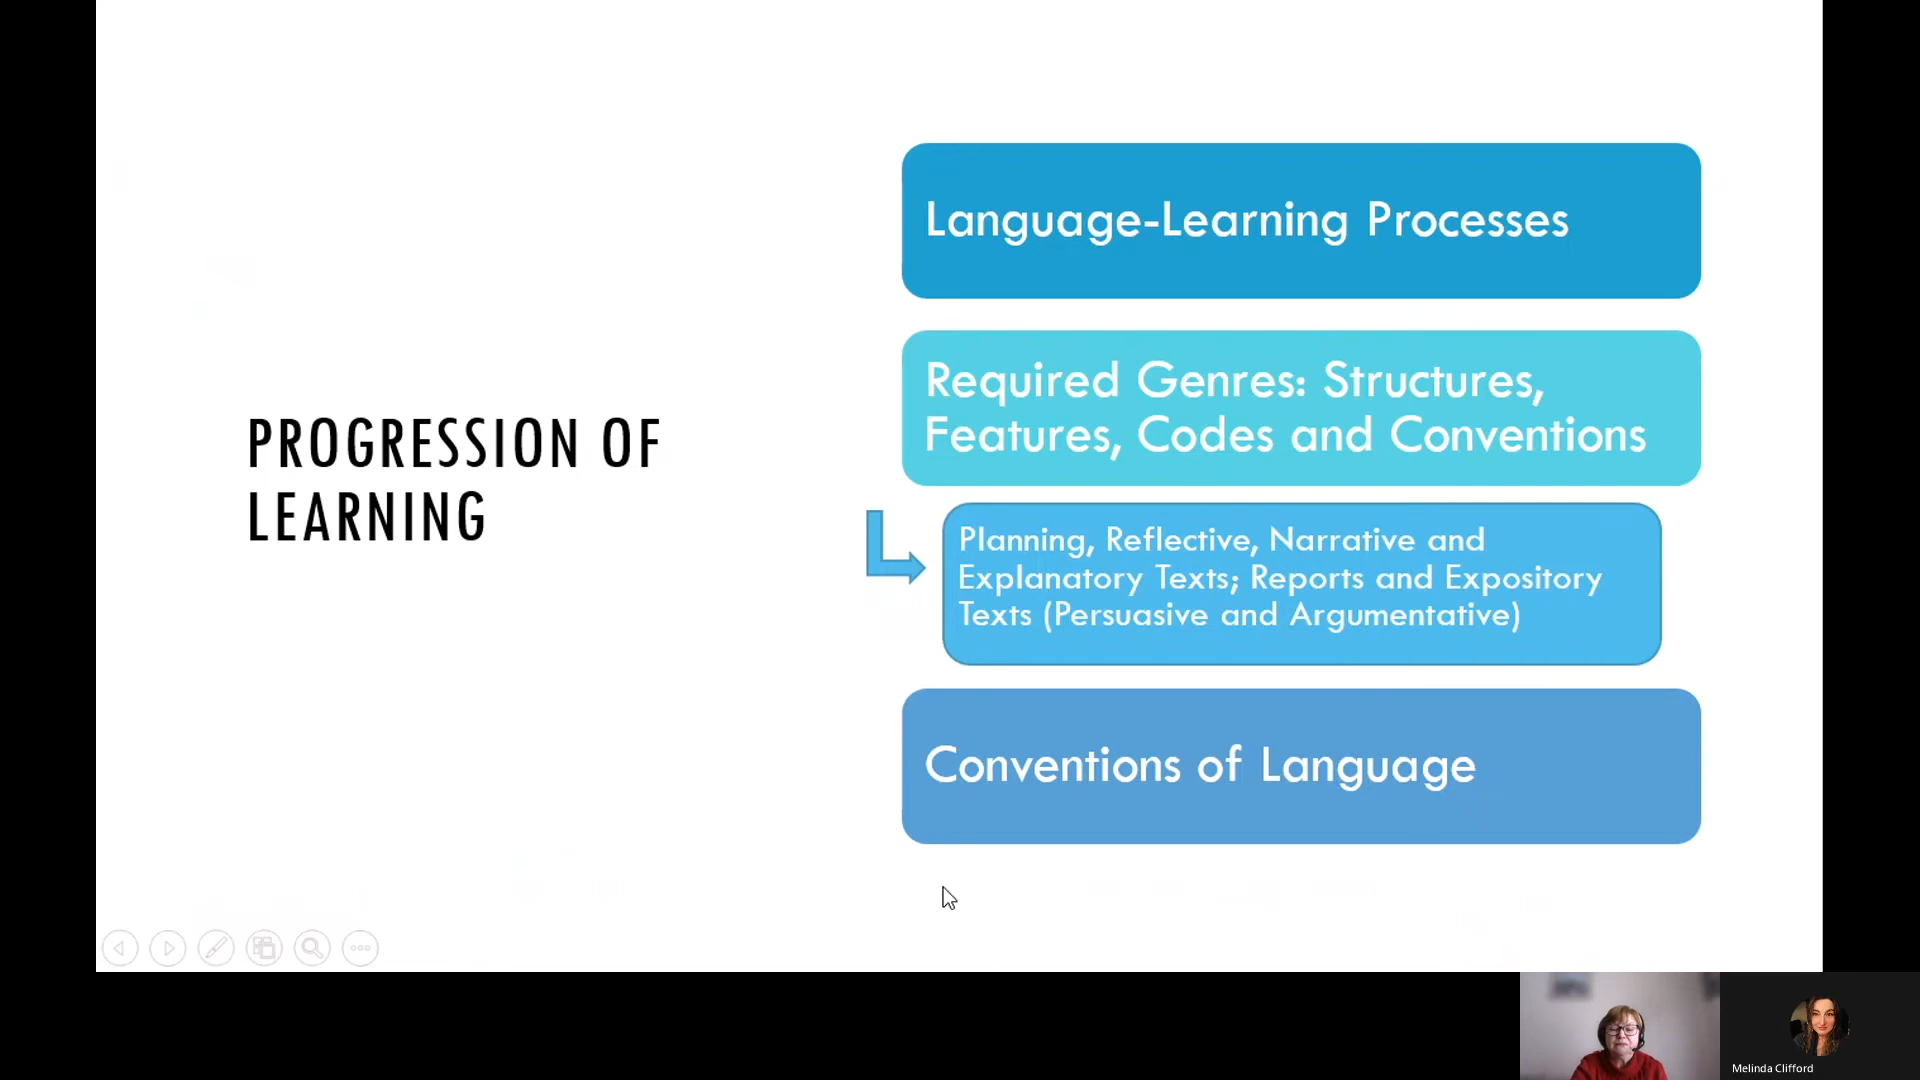 PROGRESSION OF
LEARNING
Language-Learning Processes
Required Genres: Structures,
Features, Codes and Conventions
Planning, Reflective, Narrative and
Explanatory Texts; Reports and Expository
Texts (Persuasive and Argumentative)
Conventions of Language
Melinda Clifford